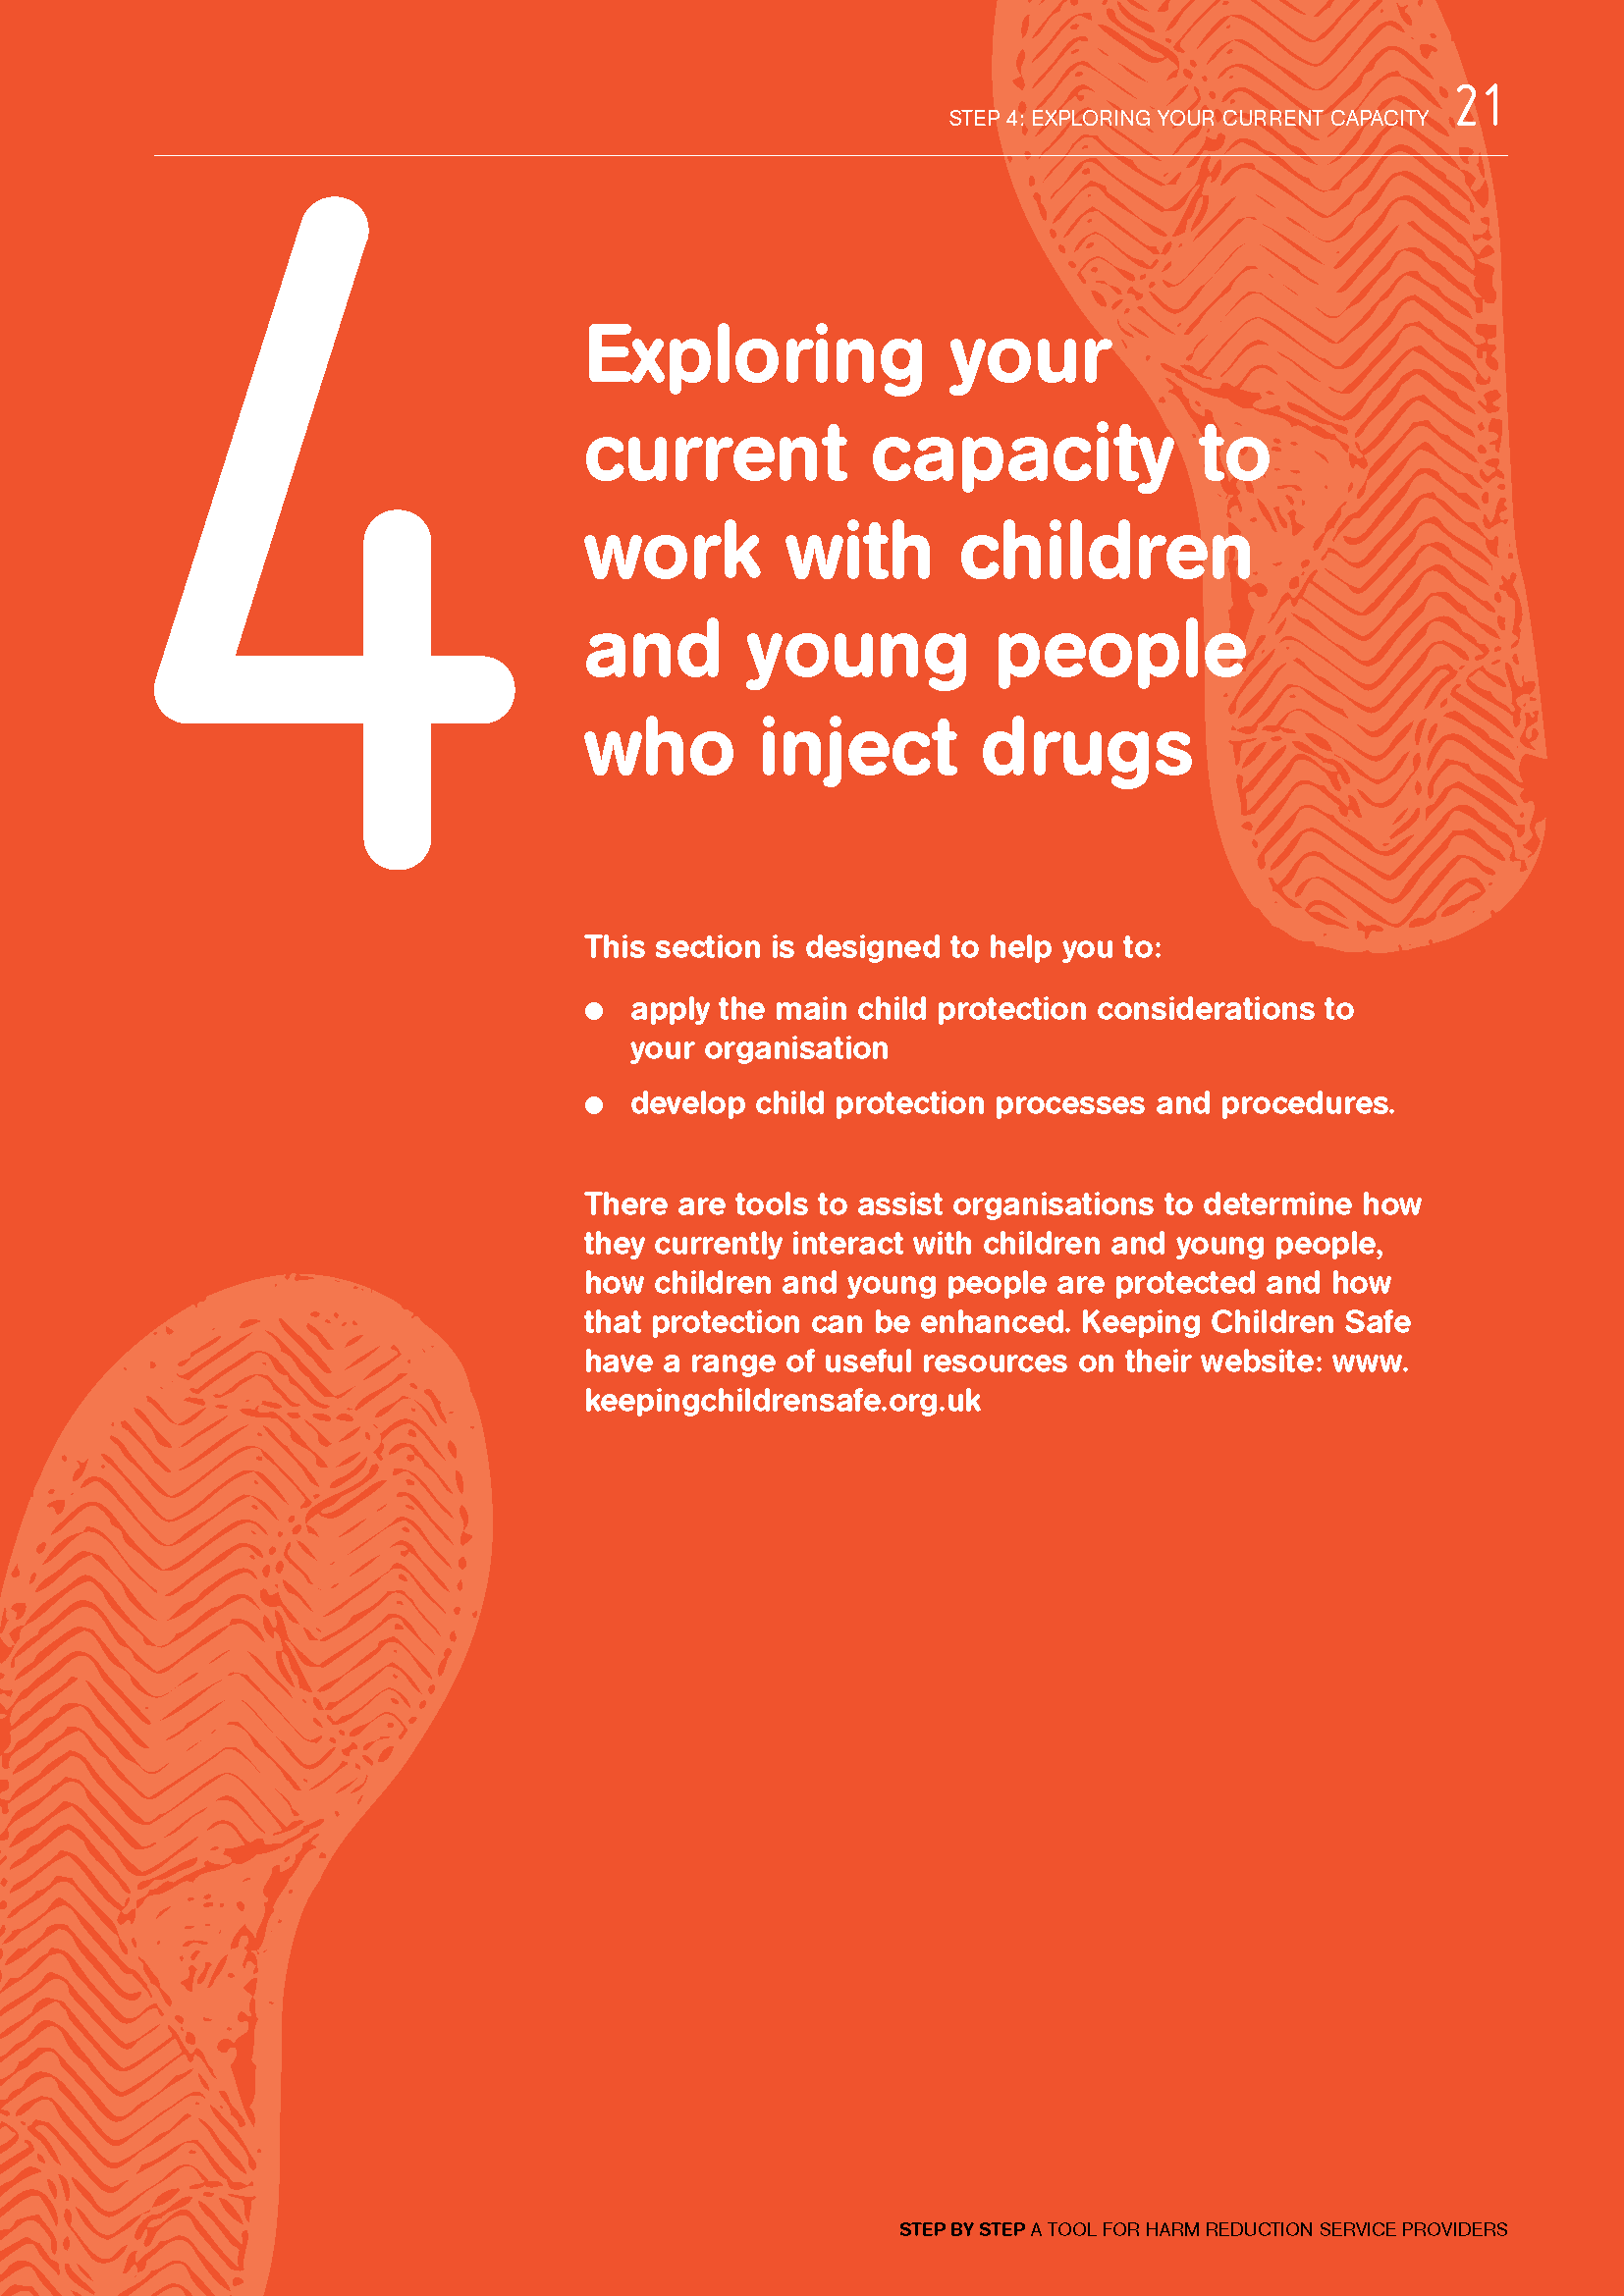 STEP 4: EXPLORING YOUR CURRENT CAPACITY 21
4
Exploring your
current capacity to
work with children
and young people
who inject drugs
This section is designed to help you to:
● apply the main child protection considerations to
your organisation
● develop child protection processes and procedures.
There are tools to assist organisations to determine how
they currently interact with children and young people,
how children and young people are protected and how
that protection can be enhanced. Keeping Children Safe
have a range of useful resources on their website: www.
keepingchildrensafe.org.uk
STEP BY STEP A TOOL FOR HARM REDUCTION SERVICE PROVIDERS